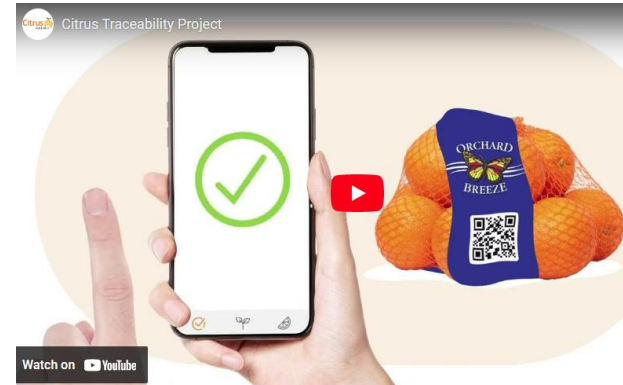 Citrus
Citrus Traceability Project
ORCHARD
BREEZE
Watch on YouTube